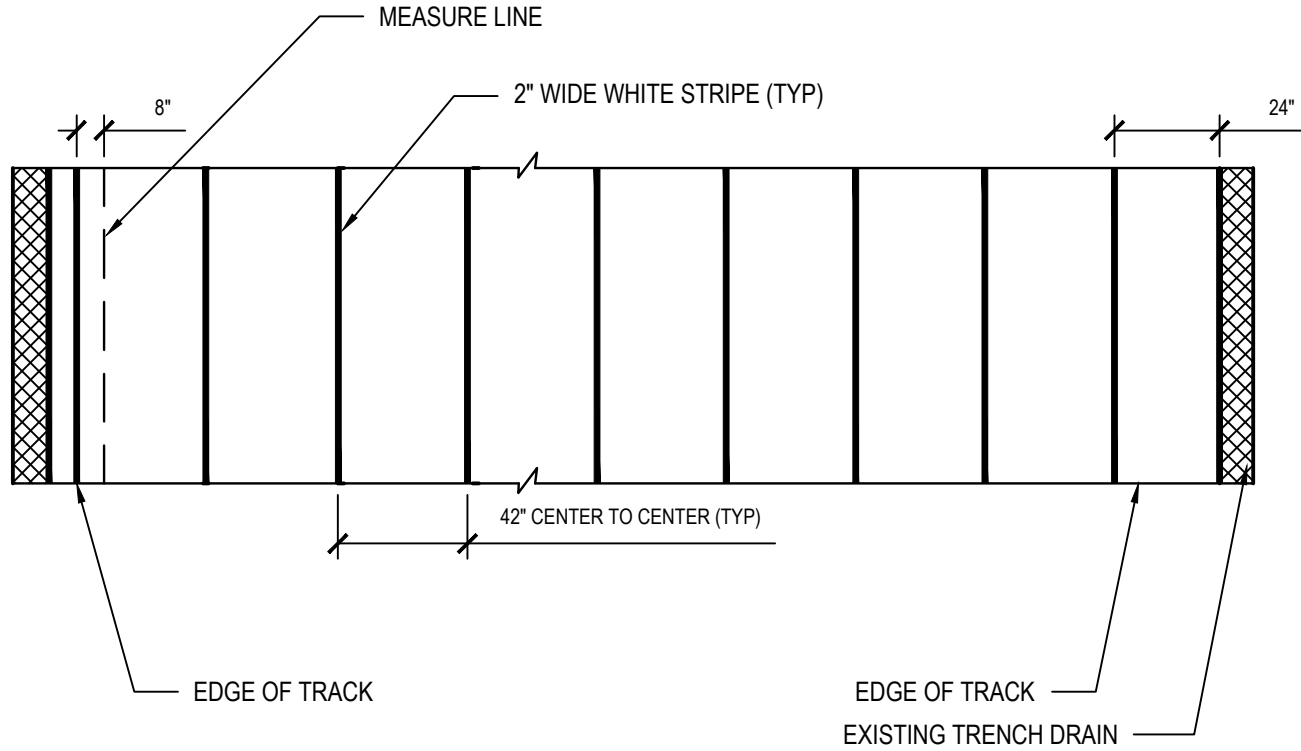 MEASURE LINE
2" WIDE WHITE STRIPE (TYP)
8"
24"
42" CENTER TO CENTER (TYP)
EDGE OF TRACK
EDGE OF TRACK
EXISTING TRENCH DRAIN